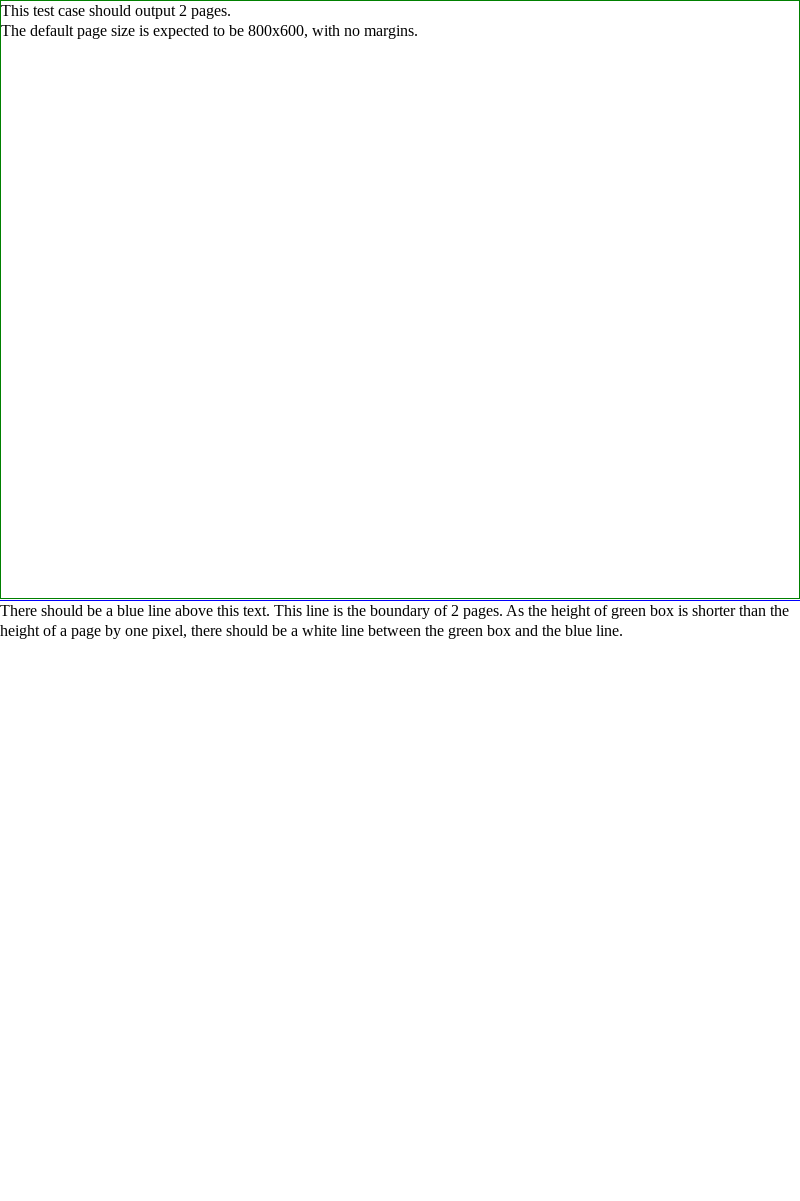 This test case should output 2 pages.
The default page size is expected to be 800x600, with no margins.
There should be a blue line above this text. This line is the boundary of 2 pages. As the height of green box is shorter than the
height of a page by one pixel, there should be a white line between the green box and the blue line.